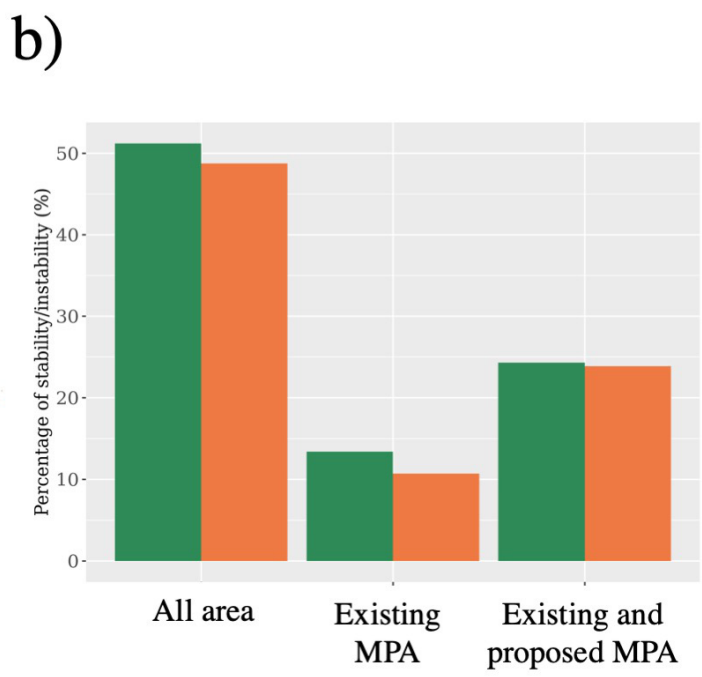 b)
Percentage of stability/instability (%)
50
40
30
20
10
0
All area
Existing
MPA
Existing and
proposed MPA